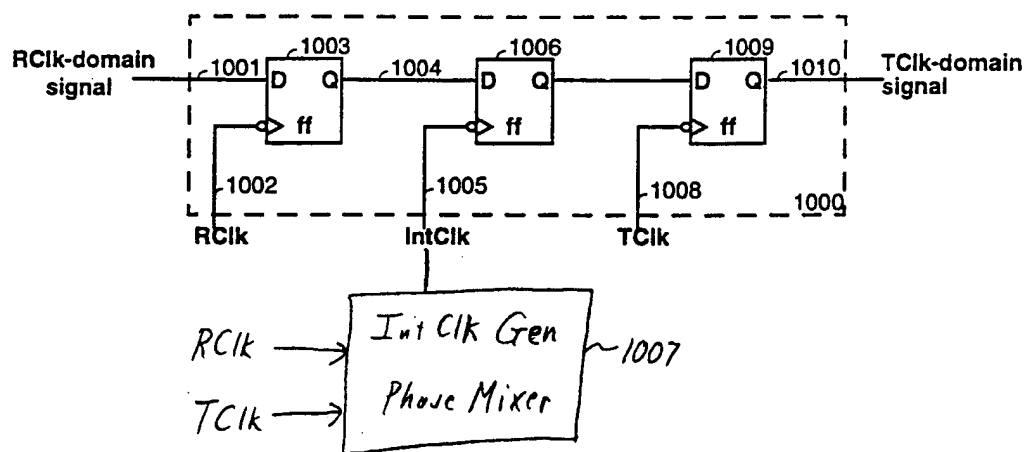 RClk-domain
signal
1001
1003
D Q
ff
1002
RClk
1004
1006
D Q
ff
1005
IntClk
1009
D Q
ff
1008
TClk
1010
TClk-domain
signal
1000
RClk
TClk
Int Clk Gen
Phase Mixer
1007